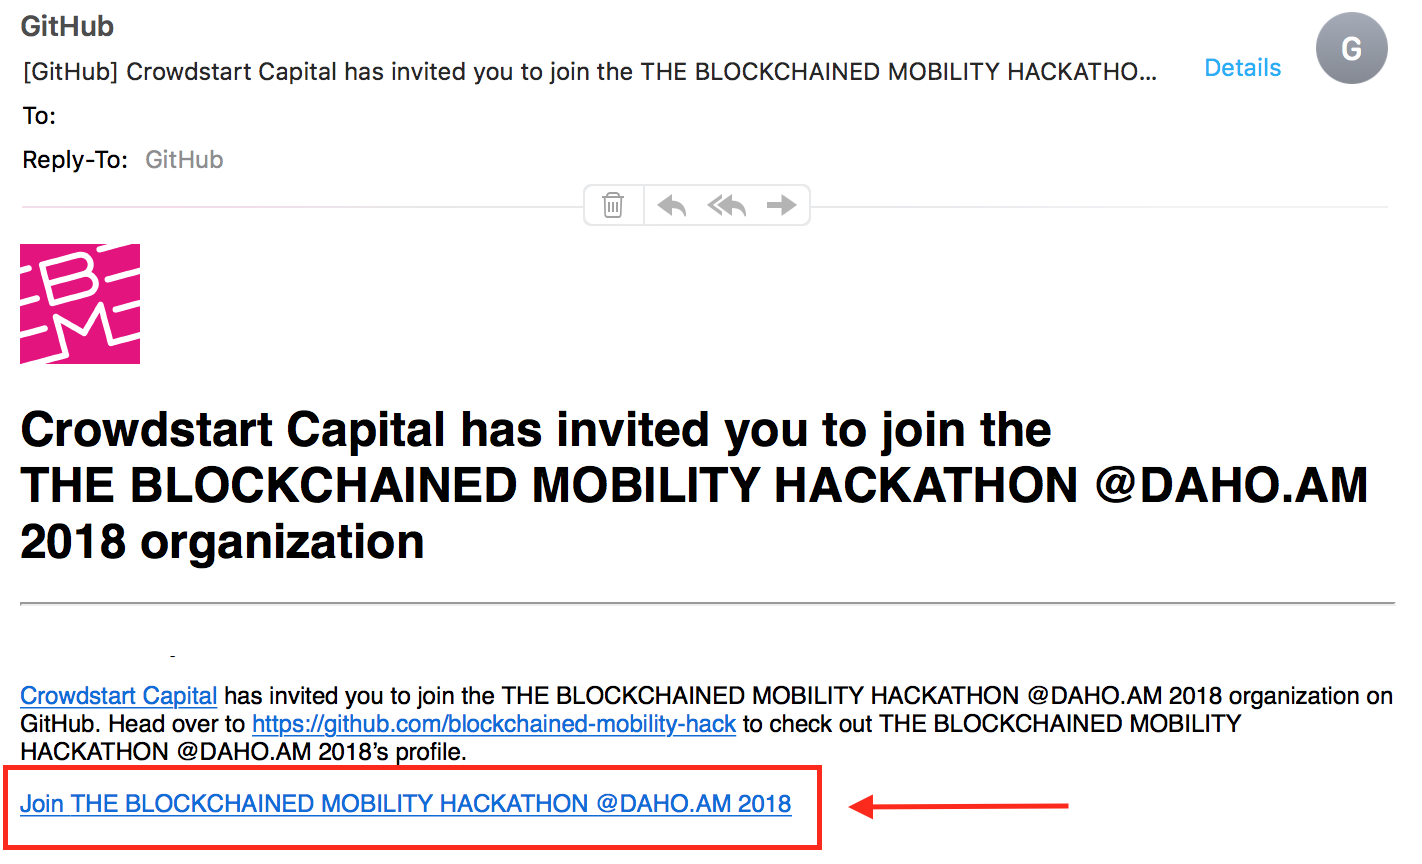 GitHub
[GitHub] Crowdstart Capital has invited you to join the THE BLOCKCHAINED MOBILITY HACKATHO...
Details
G
To:
Reply-To: GitHub
BM
Crowdstart Capital has invited you to join the
THE BLOCKCHAINED MOBILITY HACKATHON @DAHO.AM
2018 organization
-
Crowdstart Capital has invited you to join the THE BLOCKCHAINED MOBILITY HACKATHON @DAHO.AM 2018 organization on
GitHub. Head over to https://github.com/blockchained-mobility-hack to check out THE BLOCKCHAINED MOBILITY
HACKATHON @DAHO.AM 2018’s profile.
Join THE BLOCKCHAINED MOBILITY HACKATHON @DAHO.AM 2018